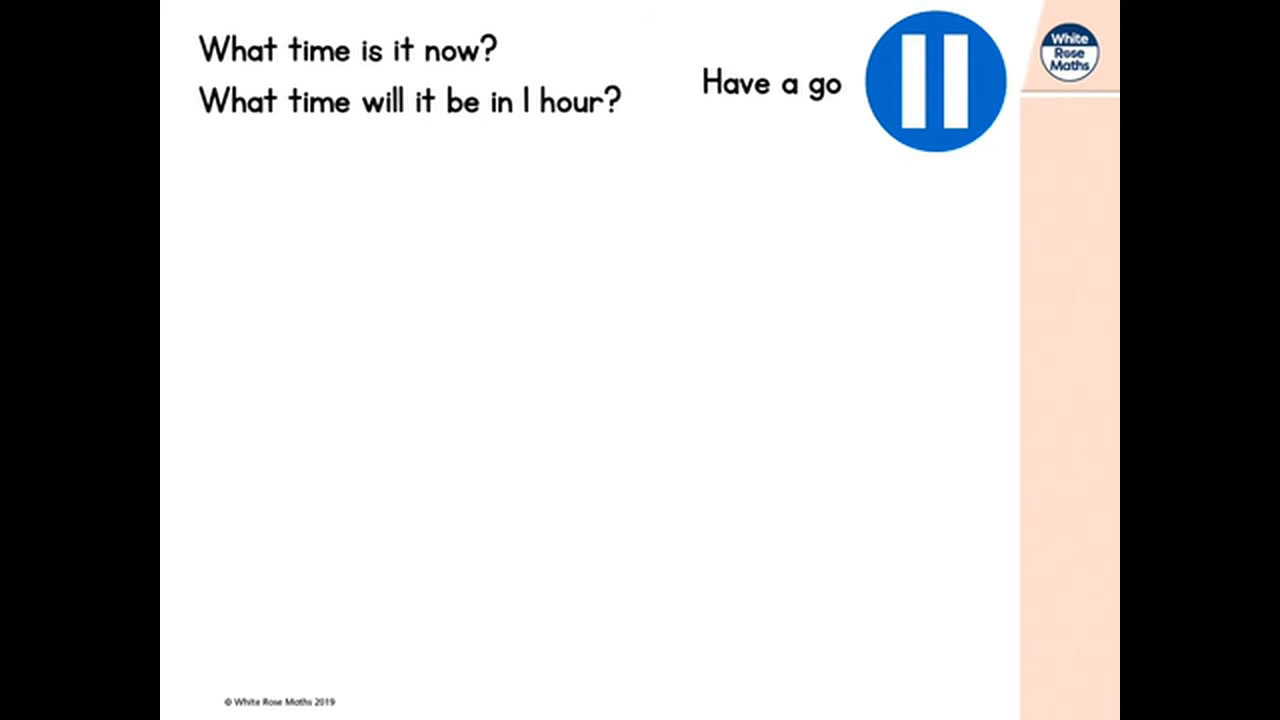 What time is it now?
What time will it be in 1 hour?
Have a go
White
Rose
Maths
© White Rose Maths 2019